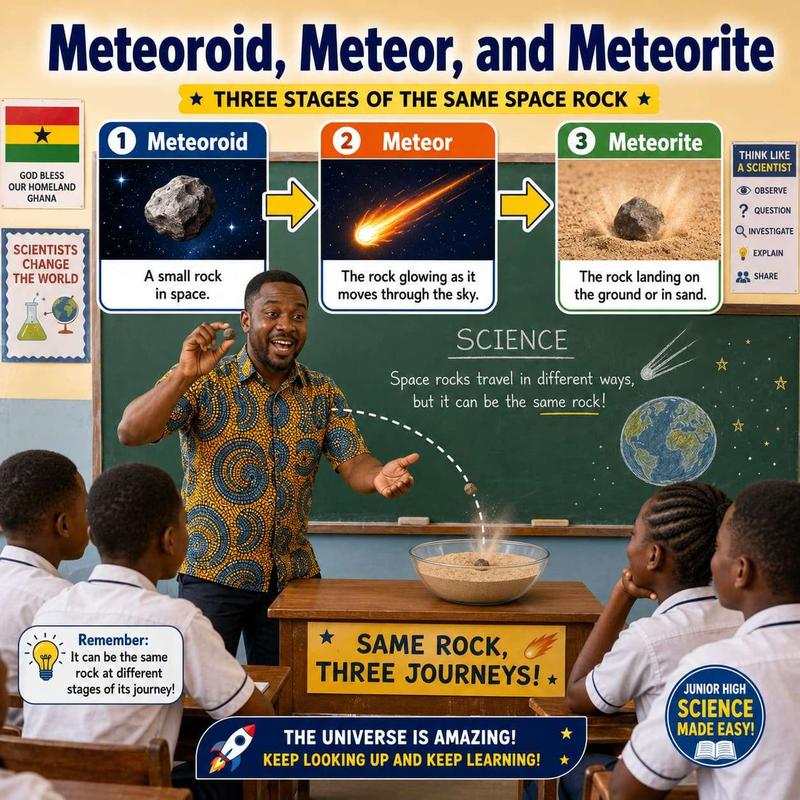 Meteoroid, Meteor, and Meteorite
★ THREE STAGES OF THE SAME SPACE ROCK ★
GOD BLESS
OUR HOMELAND
GHANA
SCIENTISTS
CHANGE
THE WORLD
1 Meteoroid
A small rock
in space.
2 Meteor
The rock glowing as it
moves through the sky.
3 Meteorite
The rock landing on
the ground or in sand.
THINK LIKE
A SCIENTIST
OBSERVE
? QUESTION
INVESTIGATE
EXPLAIN
SHARE
SCIENCE
Space rocks travel in different ways,
but it can be the same rock!
Remember:
It can be the same
rock at different
stages of its journey!
SAME ROCK,
THREE JOURNEYS!
JUNIOR HIGH
SCIENCE
MADE EASY!
THE UNIVERSE IS AMAZING!
KEEP LOOKING UP AND KEEP LEARNING!